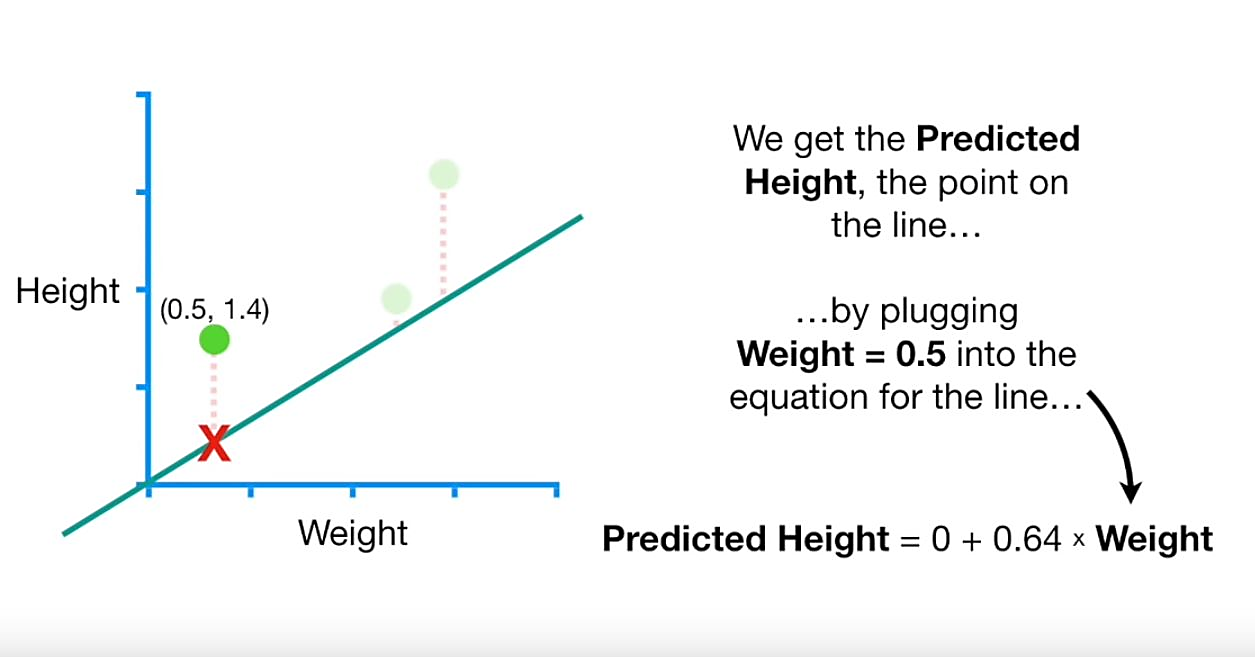 We get the Predicted
Height, the point on
the line…
…by plugging
Weight = 0.5 into the
equation for the line…
Height
(0.5, 1.4)
X
Weight
Predicted Height = 0 + 0.64 × Weight